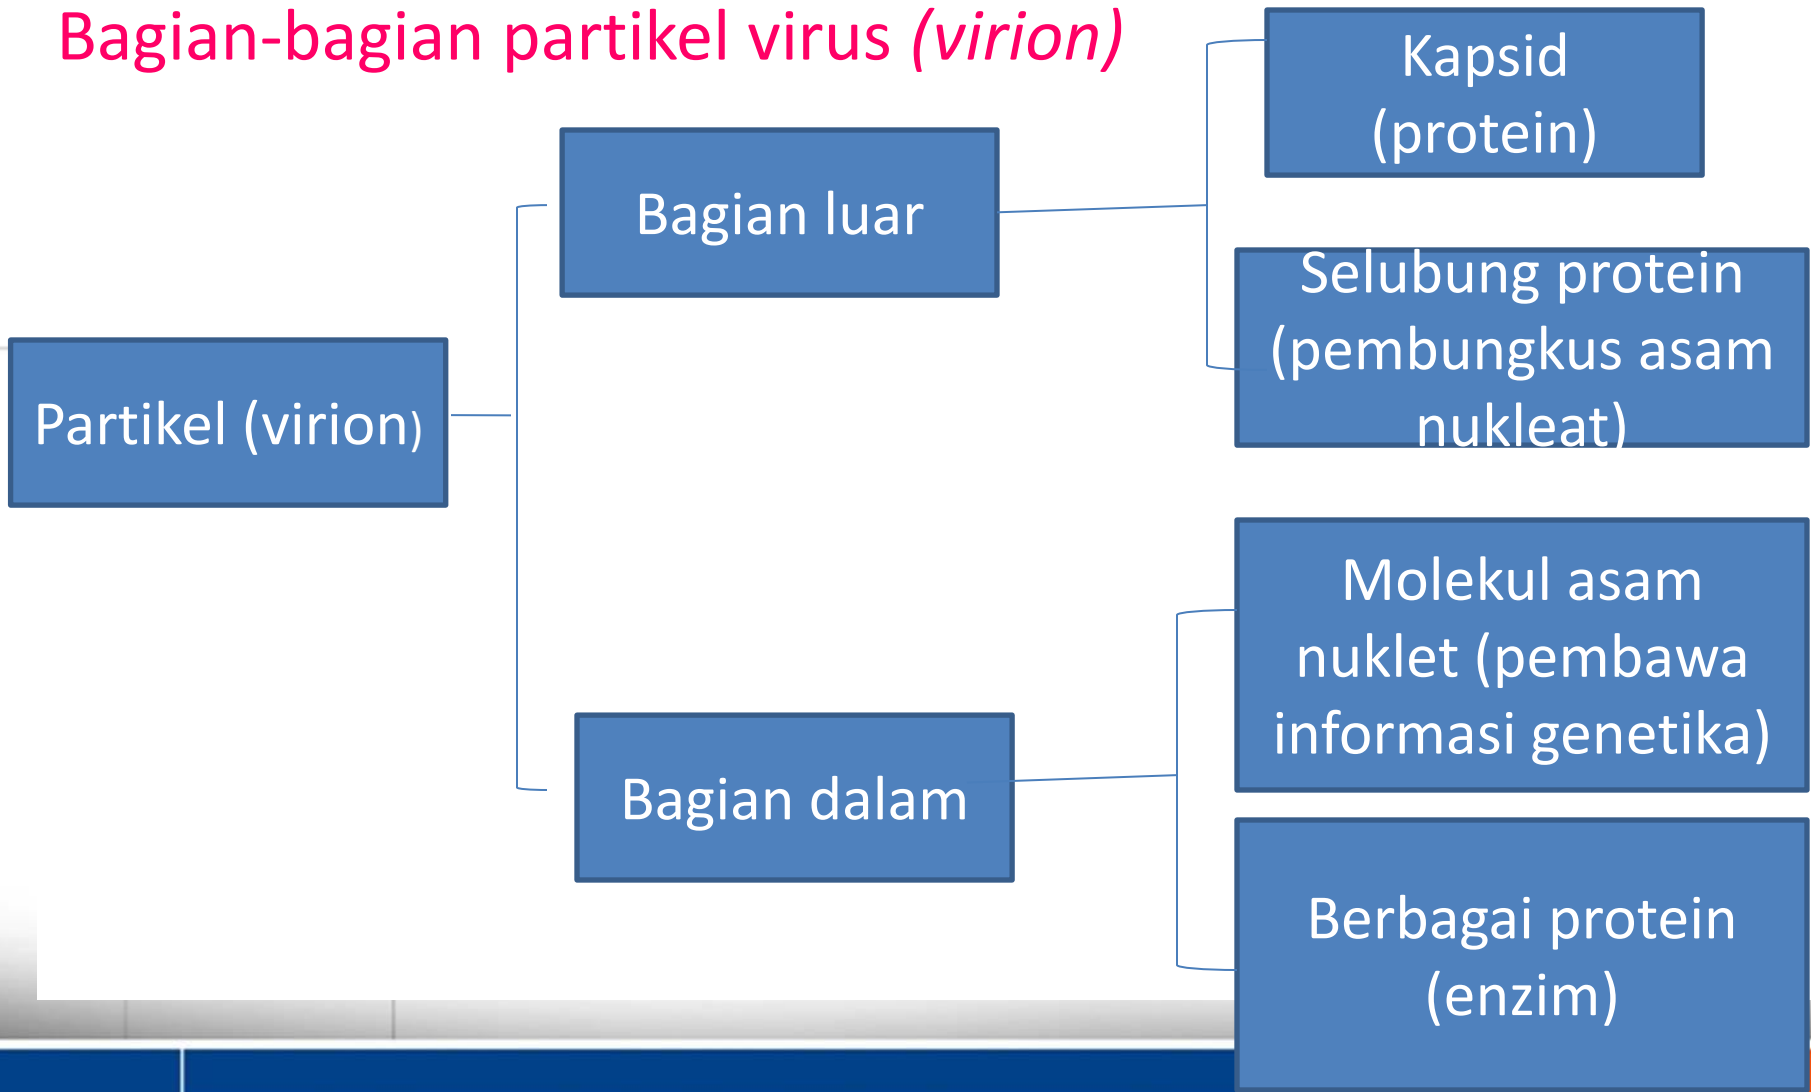 Bagian-bagian partikel virus (virion)
Kapsid
(protein)
Bagian luar
Selubung protein
(pembungkus asam
nukleat)
Partikel (virion)
Molekul asam
nuklet (pembawa
informasi genetika)
Bagian dalam
Berbagai protein
(enzim)